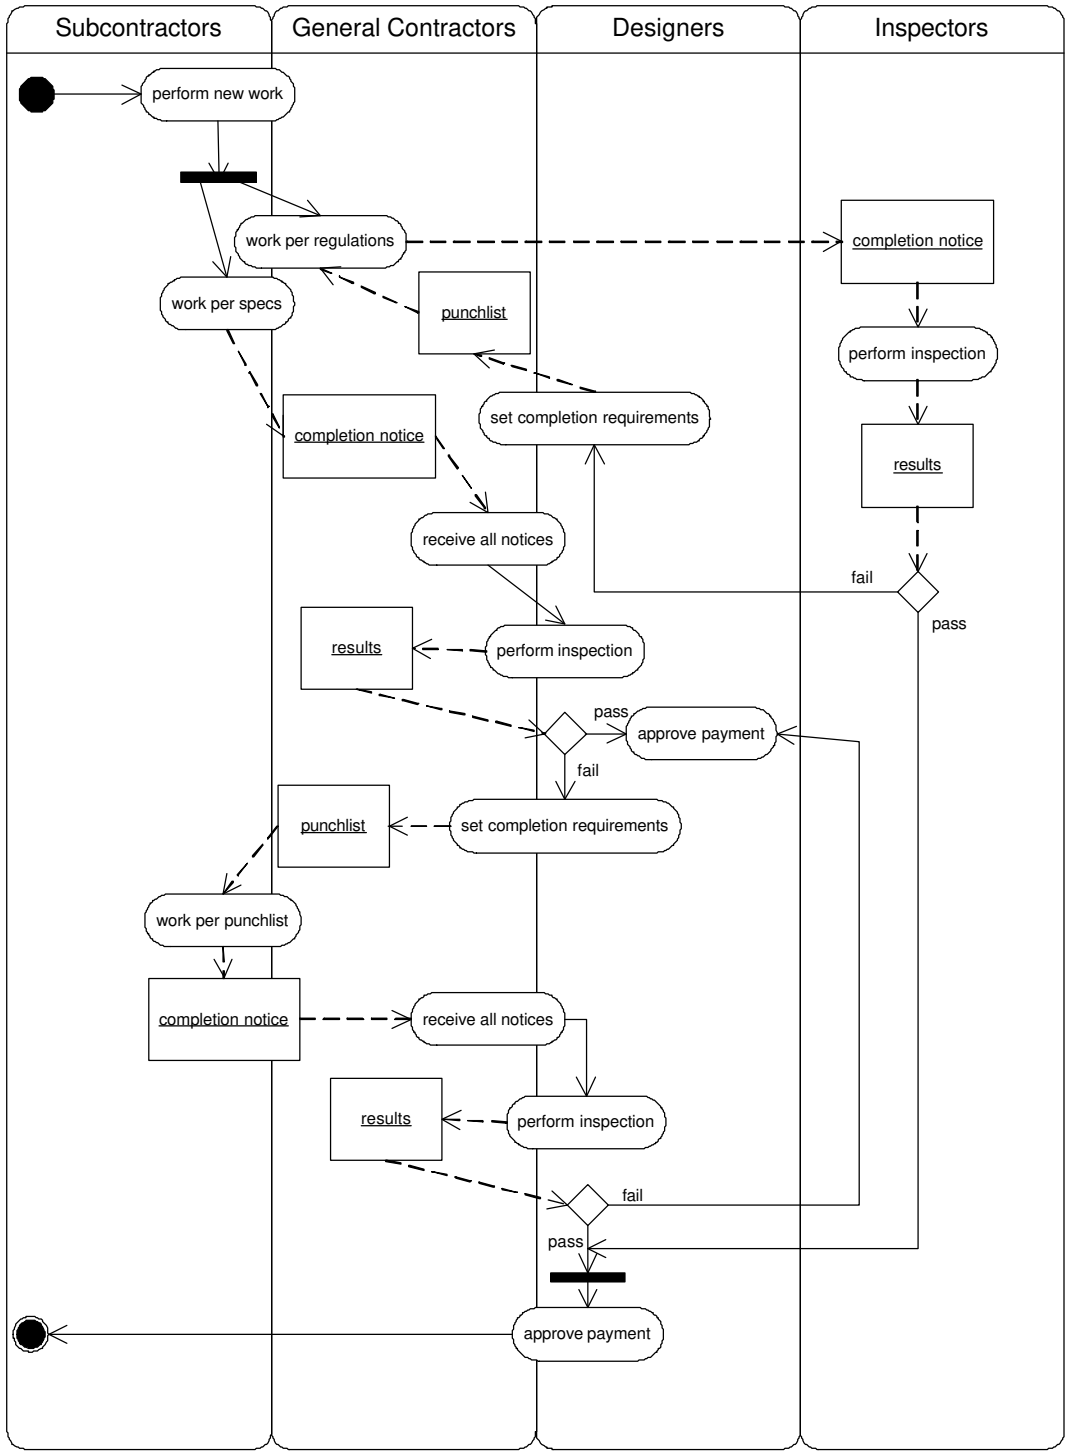 Subcontractors
General Contractors
Designers
Inspectors
perform new work
work per regulations
completion notice
work per specs
punchlist
perform inspection
set completion requirements
completion notice
results
receive all notices
fail
pass
results
perform inspection
pass
approve payment
fail
punchlist
set completion requirements
work per punchlist
completion notice
receive all notices
results
perform inspection
fail
pass
approve payment